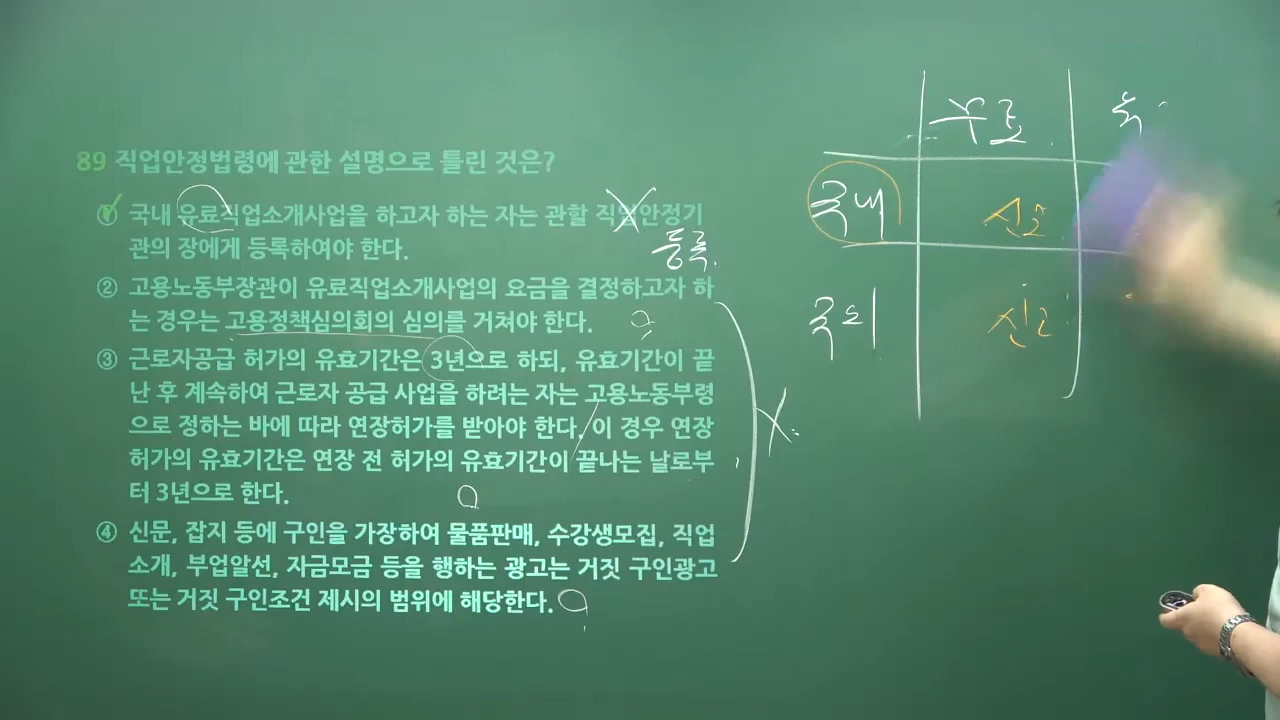 89 직업안정법령에 관한 설명으로 틀린 것은?
① 국내 유료직업소개사업을 하고자 하는 자는 관할 직업안정기
관의 장에게 등록하여야 한다.
등록.
② 고용노동부장관이 유료직업소개사업의 요금을 결정하고자 하
는 경우는 고용정책심의회의 심의를 거쳐야 한다.
③ 근로자공급 허가의 유효기간은 3년으로 하되, 유효기간이 끝
난 후 계속하여 근로자 공급 사업을 하려는 자는 고용노동부령
으로 정하는 바에 따라 연장허가를 받아야 한다. 이 경우 연장
허가의 유효기간은 연장 전 허가의 유효기간이 끝나는 날로부
터 3년으로 한다.
④ 신문, 잡지 등에 구인을 가장하여 물품판매, 수강생모집, 직업
소개, 부업알선, 자금모금 등을 행하는 광고는 거짓 구인광고
또는 거짓 구인조건 제시의 범위에 해당한다.
무료
국내 신고
국외 신고